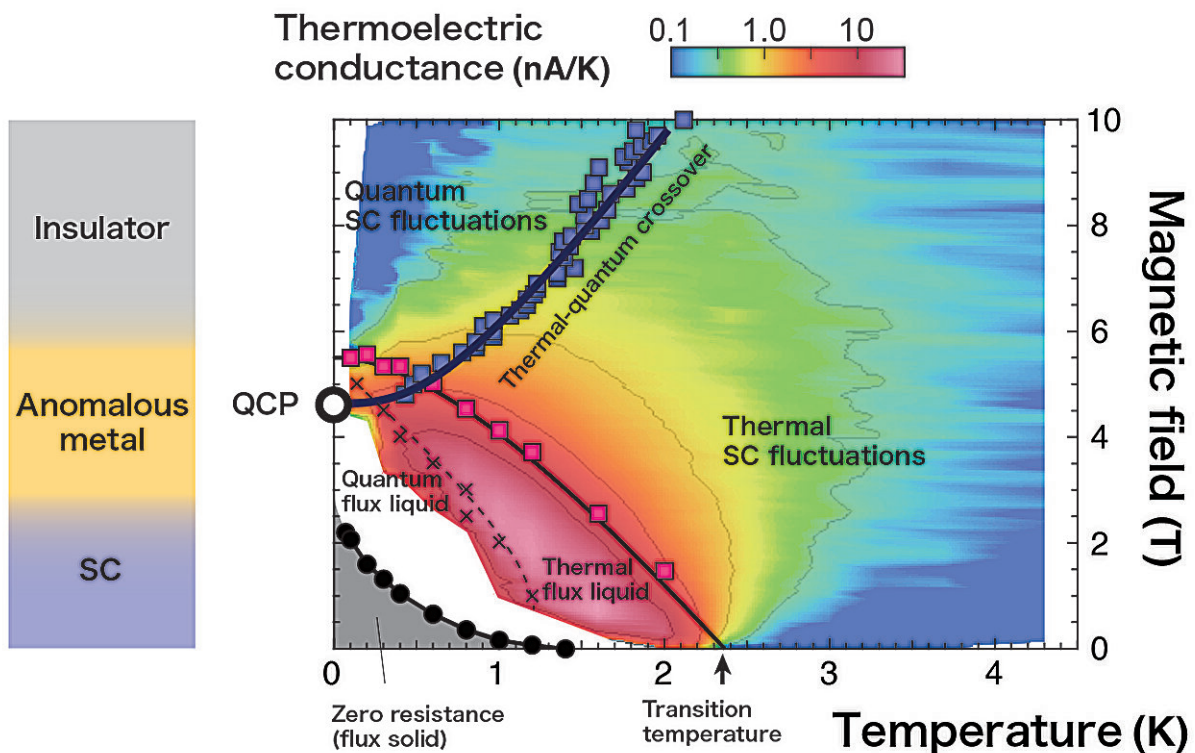 Thermoelectric
conductance (nA/K)
0.1 1.0 10
Insulator
Anomalous
metal
SC
QCP
Quantum
SC fluctuations
Thermal-quantum crossover
Thermal
SC fluctuations
Quantum
flux liquid
Thermal
flux liquid
10
8
6
4
2
0
Magnetic field (T)
0 1 2 3 4
Zero resistance
(flux solid)
Transition
temperature
Temperature (K)